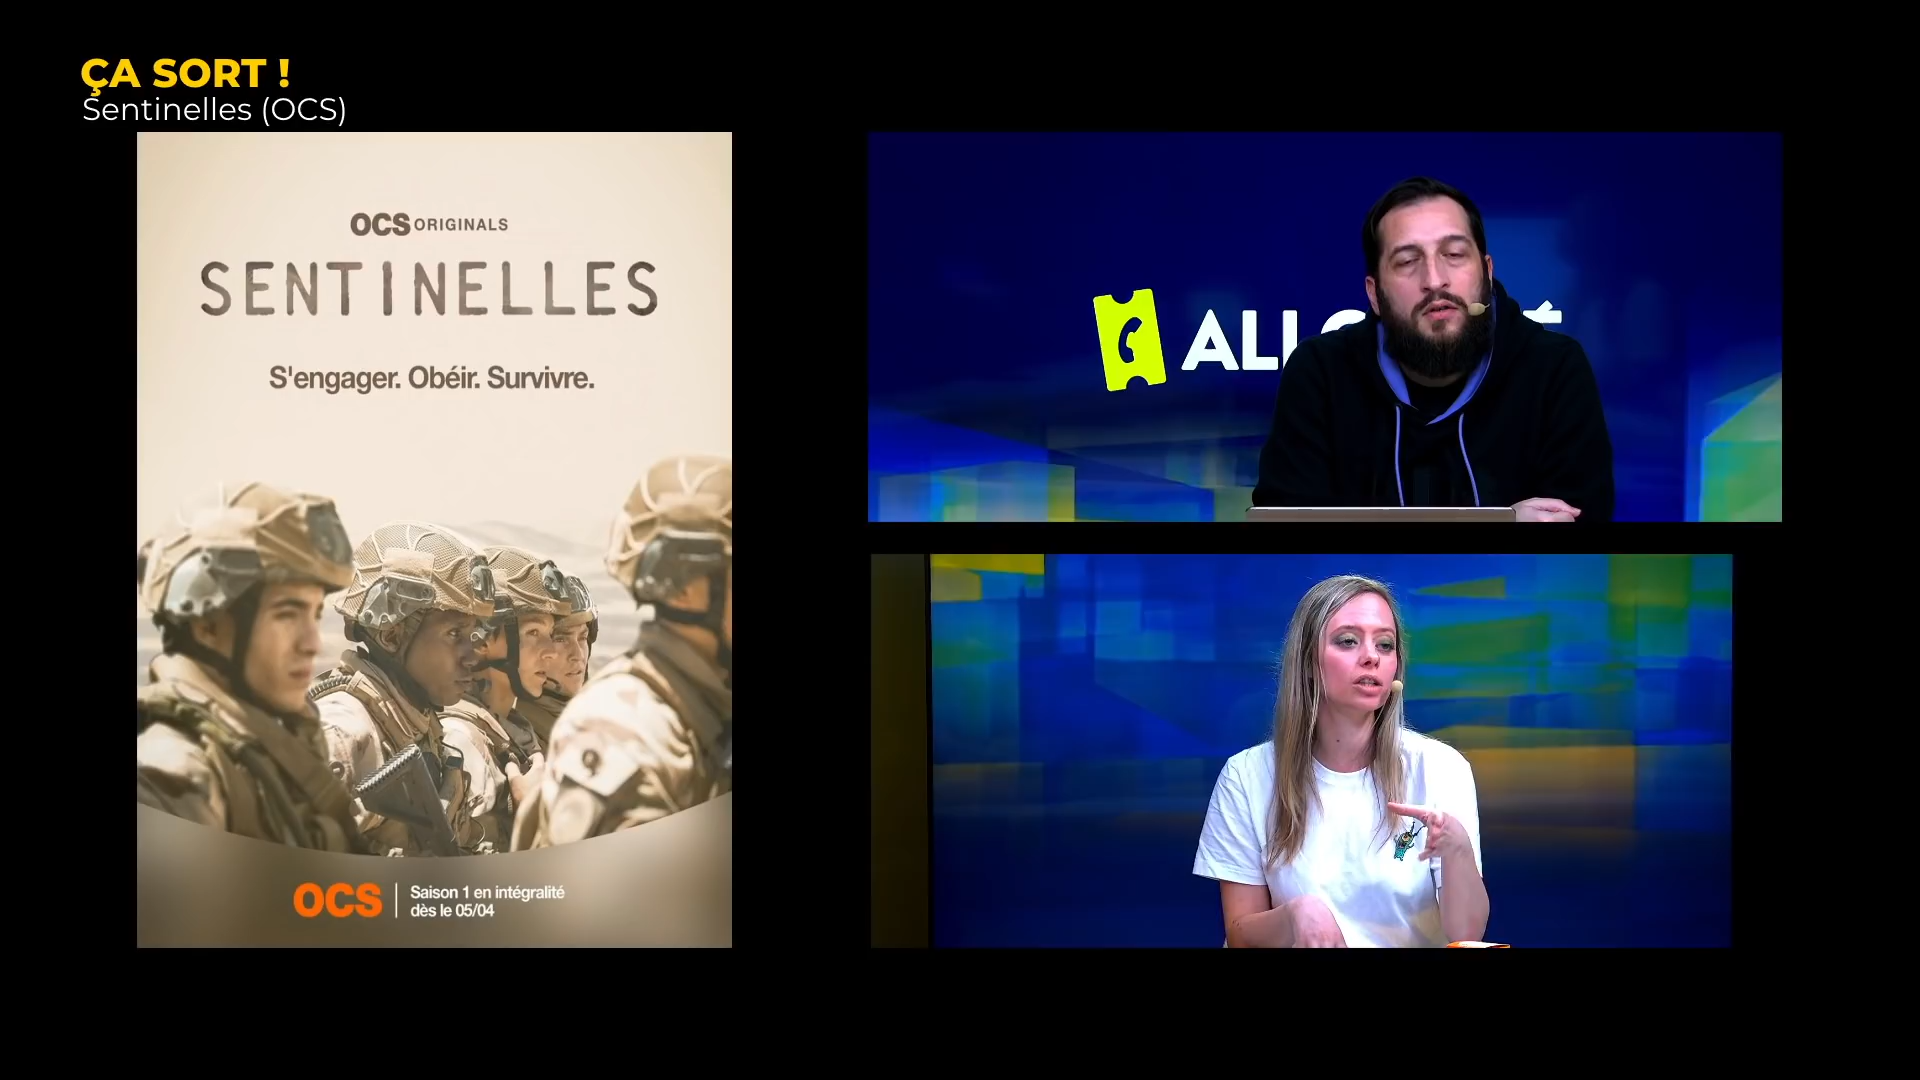 ÇA SORT !
Sentinelles (OCS)
OCS ORIGINALS
SENTINELLES
S'engager. Obéir. Survivre.
OCS
Saison 1 en intégralité
dès le 05/04